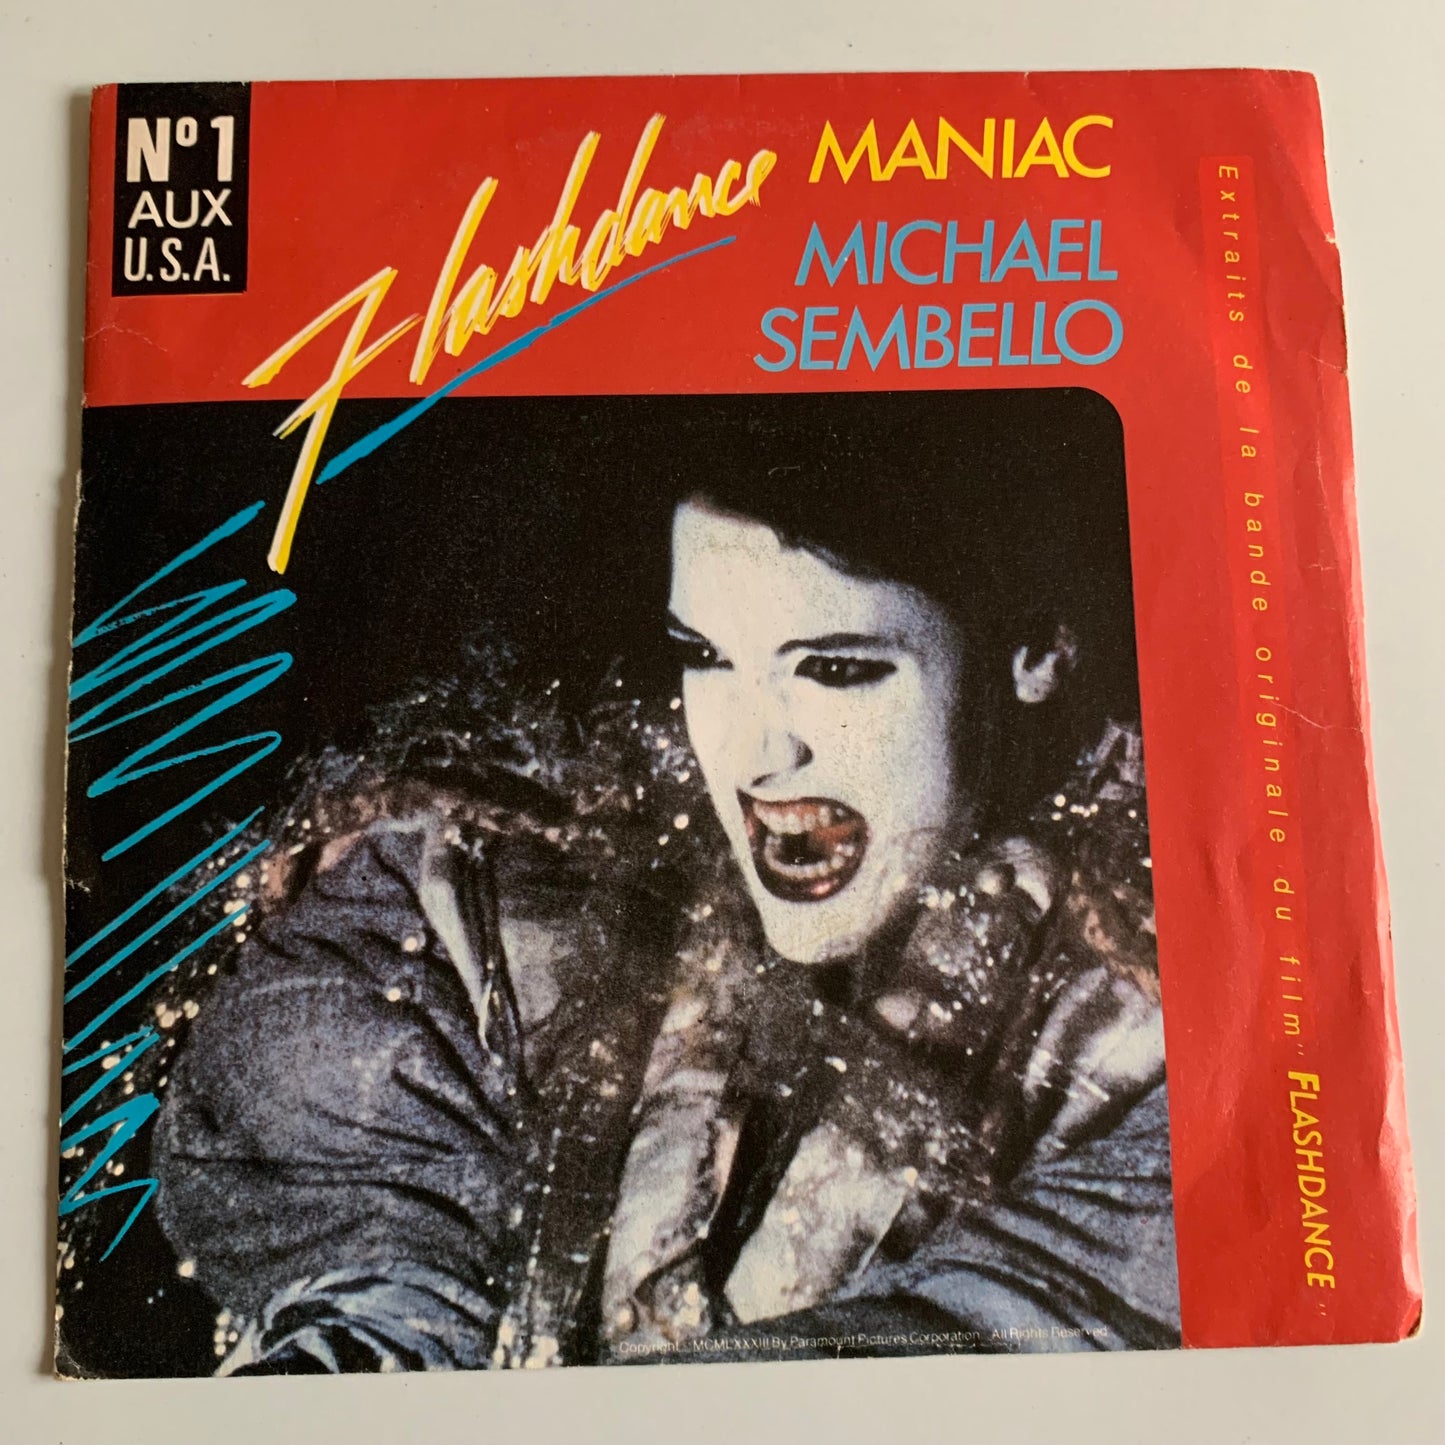 Nº 1
AUX
U.S.A.
Flashdance
MANIAC
MICHAEL
SEMBELLO
Extraits de la bande originale du film "FLASHDANCE"
Copyright © MCMLXXXIII By Paramount Pictures Corporation. All Rights Reserved